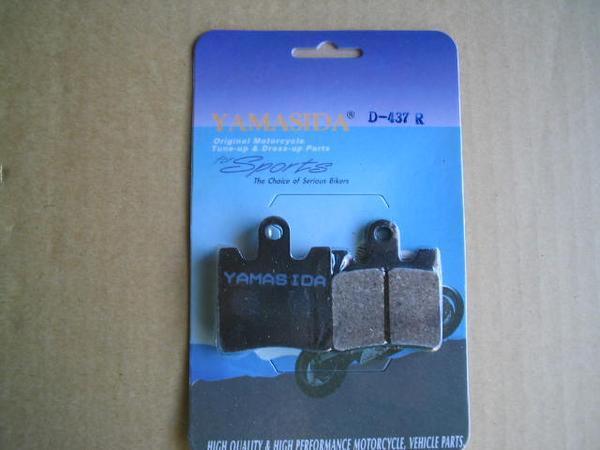 YAMASIDA® D-437 R
Original Motorcycle
Tune-up & Dress-up Parts
for Sports
The Choice of Serious Bikers
YAMASIDA
HIGH QUALITY & HIGH PERFORMANCE MOTORCYCLE, VEHICLE PARTS